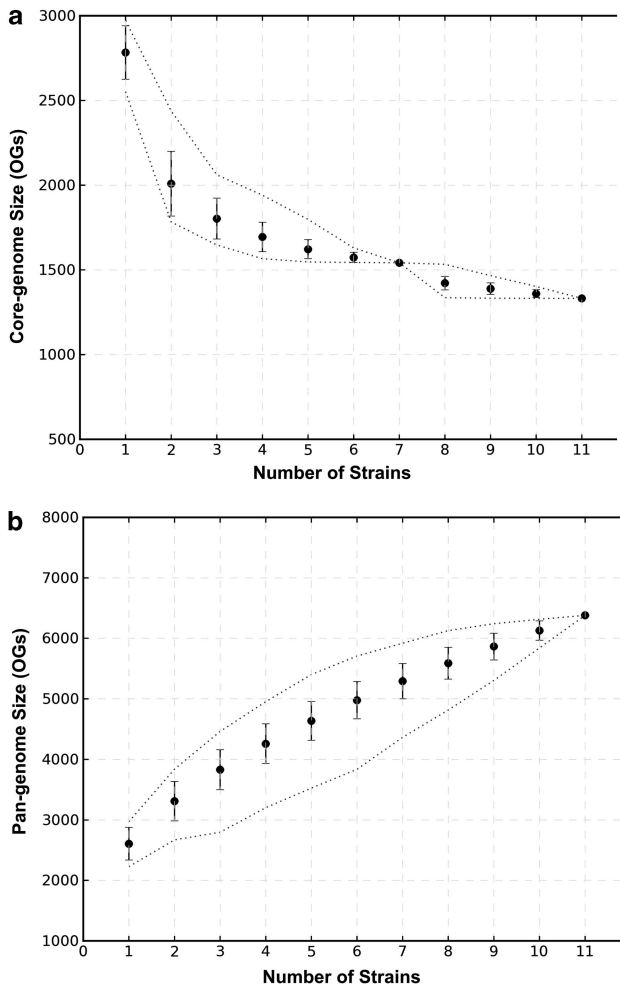 a
3000
2500
2000
1500
1000
500
Core-genome Size (OGs)
0 1 2 3 4 5 6 7 8 9 10 11
Number of Strains
b
8000
7000
6000
5000
4000
3000
2000
1000
Pan-genome Size (OGs)
0 1 2 3 4 5 6 7 8 9 10 11
Number of Strains